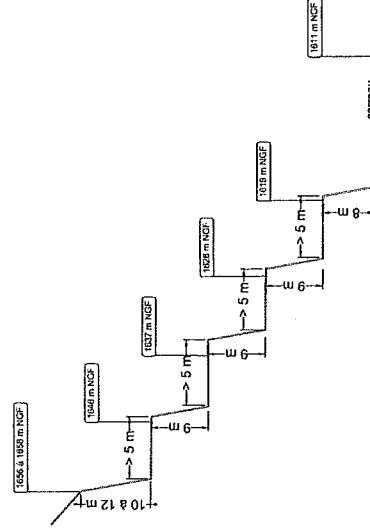 1656 à 1658 m NGF
10 à 12 m
1646 m NGF
> 5 m
9 m
1637 m NGF
> 5 m
9 m
1628 m NGF
> 5 m
9 m
1619 m NGF
> 5 m
8 m
1611 m NGF